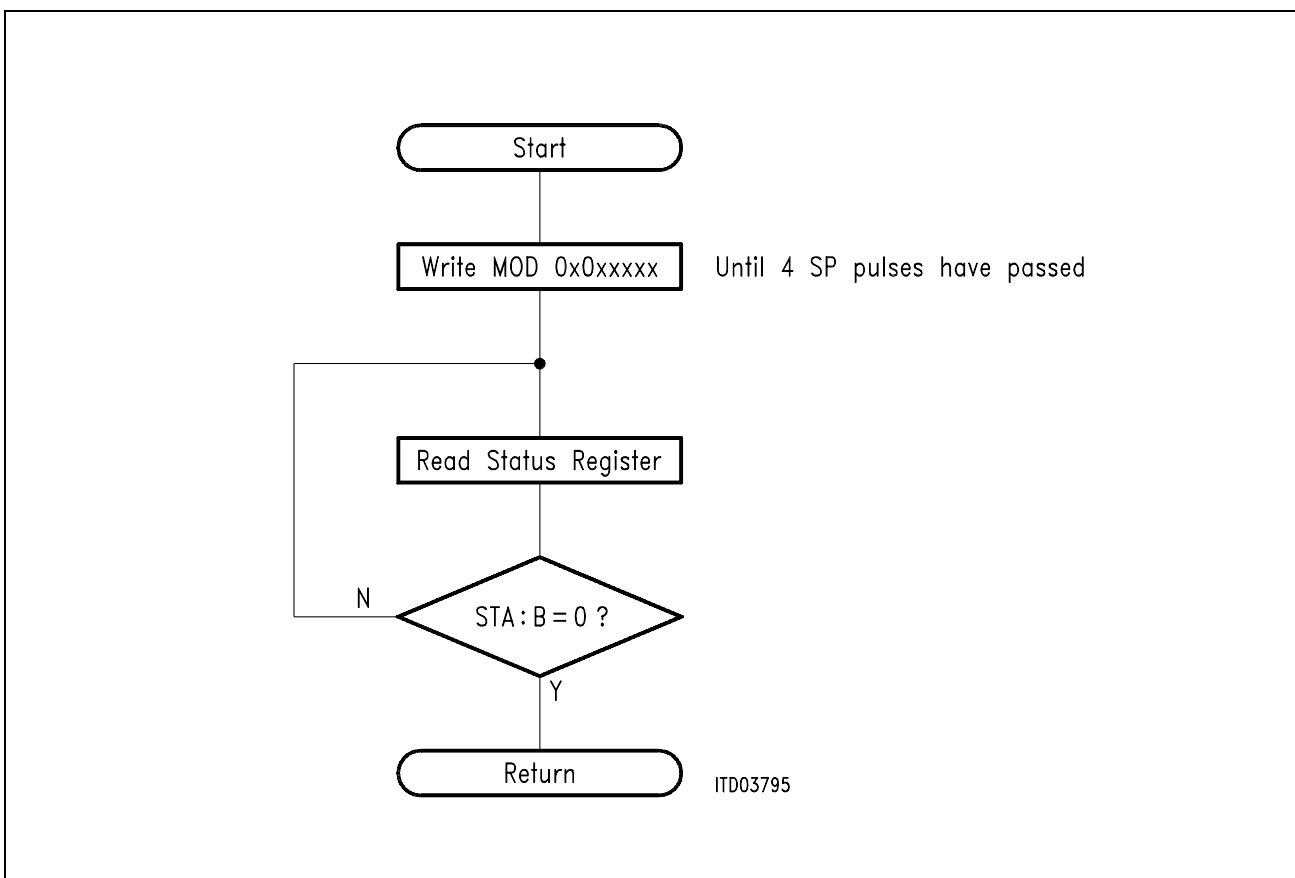 Start
Write MOD 0x0xxxxx Until 4 SP pulses have passed
Read Status Register
N
STA:B=0 ?
Y
Return
ITD03795